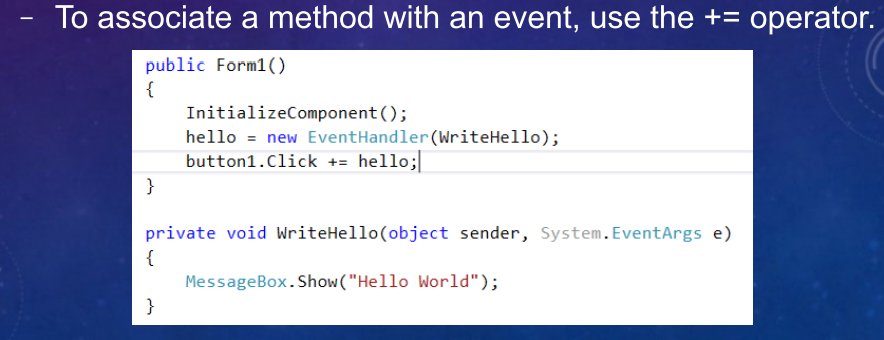 - To associate a method with an event, use the += operator.
public Form1()
{
InitializeComponent();
hello = new EventHandler(WriteHello);
button1.Click += hello;
}
private void WriteHello(object sender, System.EventArgs e)
{
MessageBox.Show("Hello World");
}